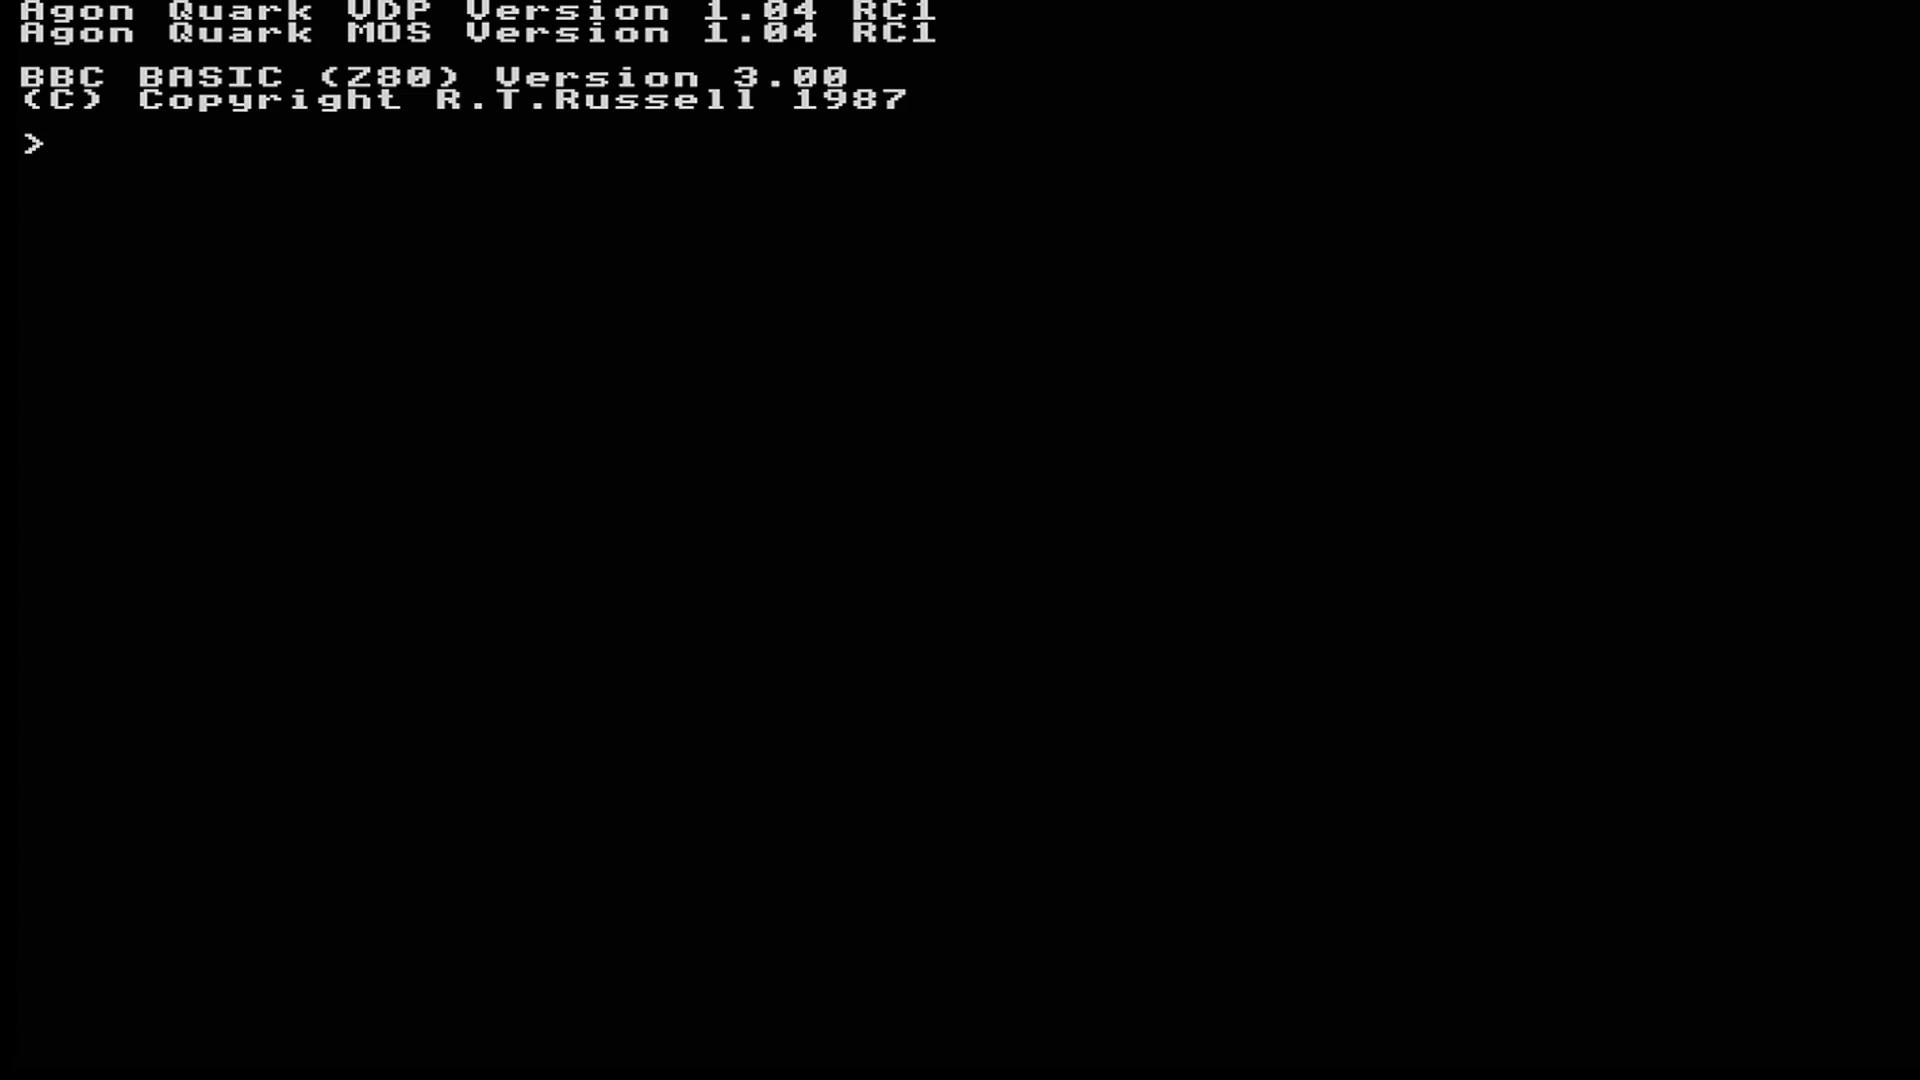 Agon Quark VDP Version 1.04 RC1
Agon Quark MOS Version 1.04 RC1
BBC BASIC (Z80) Version 3.00
(C) Copyright R.T.Russell 1987
>